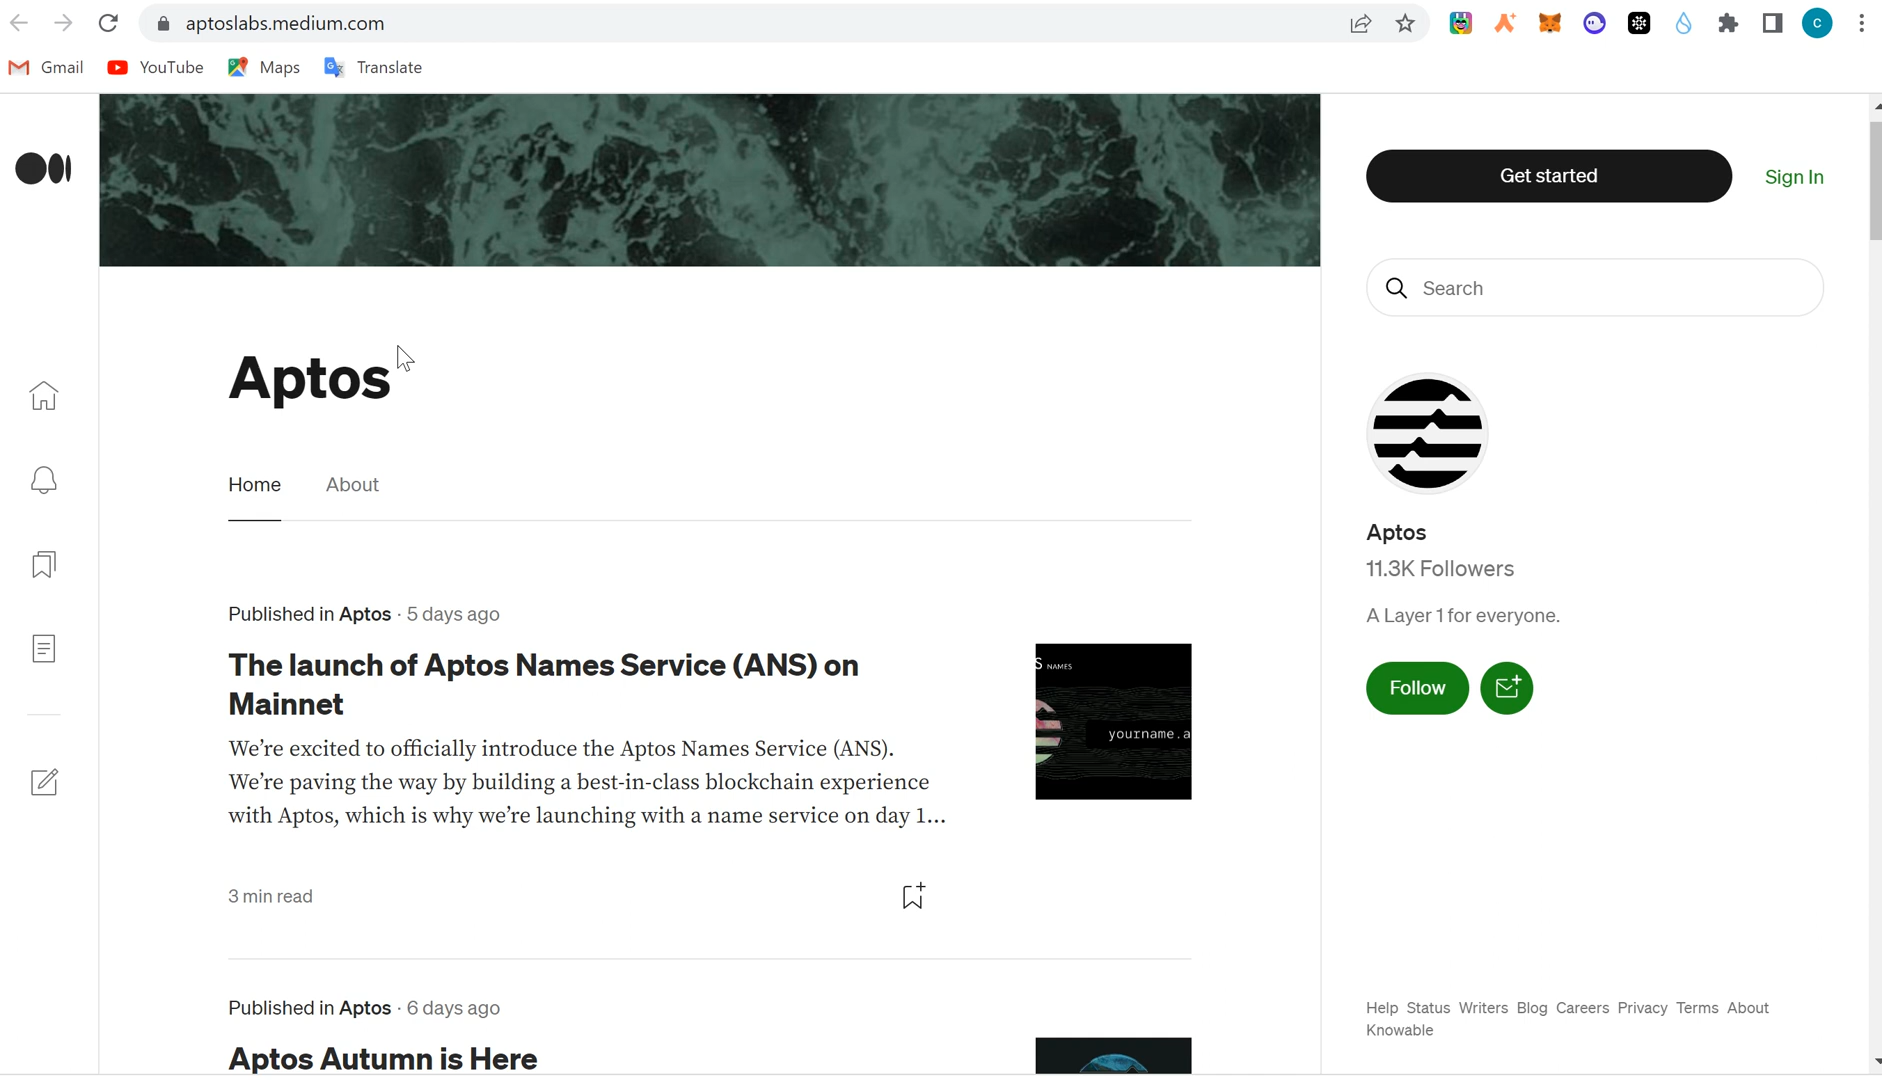 aptoslabs.medium.com
C
Gmail YouTube Maps Translate
Get started
Sign In
Search
Aptos
Home About
Aptos
11.3K Followers
A Layer 1 for everyone.
Follow
Published in Aptos · 5 days ago
The launch of Aptos Names Service (ANS) on
Mainnet
We’re excited to officially introduce the Aptos Names Service (ANS).
We’re paving the way by building a best-in-class blockchain experience
with Aptos, which is why we’re launching with a name service on day 1...
S NAMES
yourname.a
3 min read
Published in Aptos · 6 days ago
Aptos Autumn is Here
Help Status Writers Blog Careers Privacy Terms About
Knowable